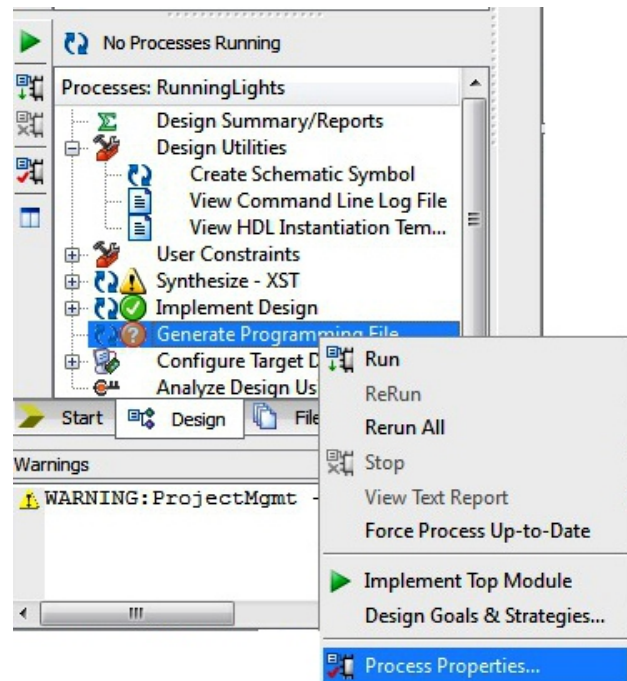 No Processes Running
Processes: RunningLights
Design Summary/Reports
Design Utilities
Create Schematic Symbol
View Command Line Log File
View HDL Instantiation Tem...
User Constraints
Synthesize - XST
Implement Design
Generate Programming File
Configure Target D
Analyze Design Us
Start Design File
Warnings
WARNING:ProjectMgmt -
Run
ReRun
Rerun All
Stop
View Text Report
Force Process Up-to-Date
Implement Top Module
Design Goals & Strategies...
Process Properties...